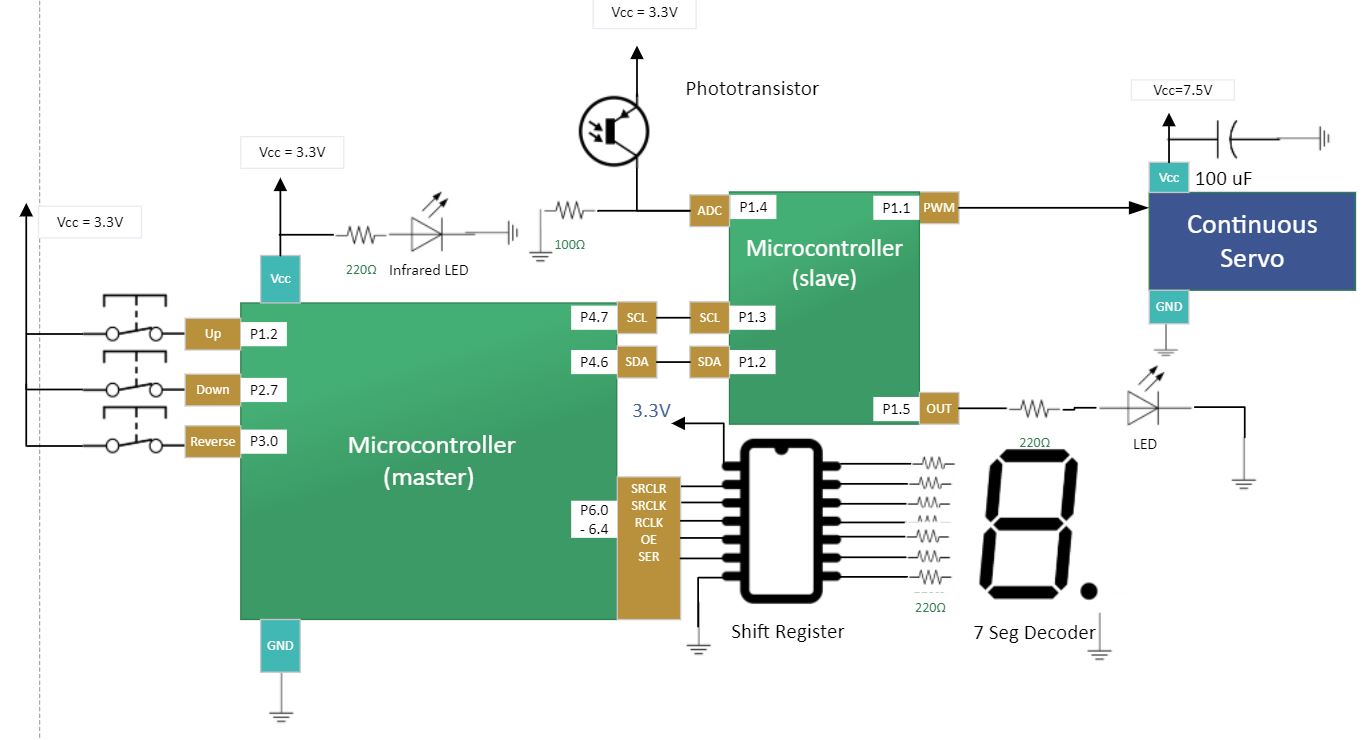 Vcc = 3.3V
Phototransistor
Vcc=7.5V
Vcc = 3.3V
Vcc
100 uF
Vcc = 3.3V
ADC
P1.4
P1.1
PWM
Continuous
Servo
100Ω
Microcontroller
(slave)
220Ω
Infrared LED
Vcc
GND
P4.7
SCL
SCL
P1.3
Up
P1.2
P4.6
SDA
SDA
P1.2
Down
P2.7
3.3V
P1.5
OUT
220Ω
LED
Reverse
P3.0
Microcontroller
(master)
SRCLR
SRCLK
RCLK
OE
SER
P6.0
- 6.4
220Ω
Shift Register
7 Seg Decoder
GND